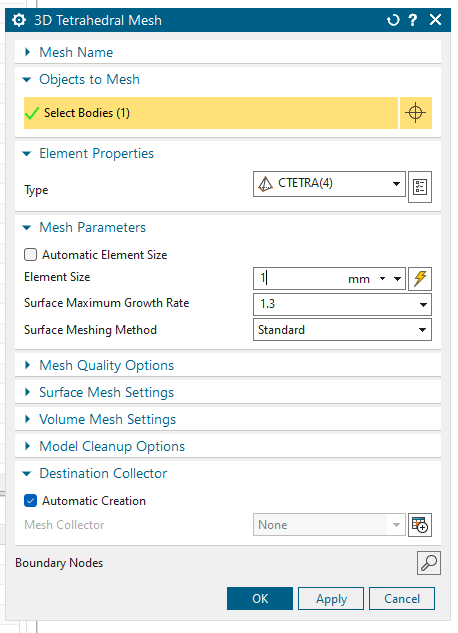 3D Tetrahedral Mesh
Mesh Name
Objects to Mesh
Select Bodies (1)
Element Properties
Type CTETRA(4)
Mesh Parameters
Automatic Element Size
Element Size 1 mm
Surface Maximum Growth Rate 1.3
Surface Meshing Method Standard
Mesh Quality Options
Surface Mesh Settings
Volume Mesh Settings
Model Cleanup Options
Destination Collector
Automatic Creation
Mesh Collector None
Boundary Nodes
OK Apply Cancel